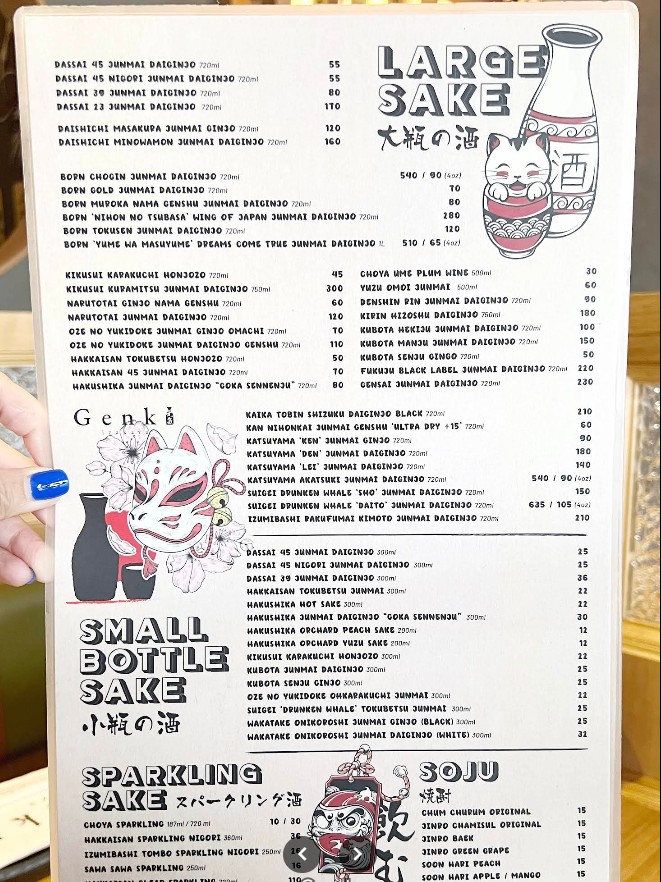 LARGE
SAKE
大瓶の酒
酒
DASSAI 45 JUNMAI DAIGINJO 720ml 55
DASSAI 45 NIGORI JUNMAI DAIGINJO 720ml 55
DASSAI 39 JUNMAI DAIGINJO 720ml 80
DASSAI 23 JUNMAI DAIGINJO 720ml 170
DAISHICHI MASAKURA JUNMAI GINJO 720ml 120
DAISHICHI MINOWAMON JUNMAI DAIGINJO 720ml 160
BORN CHOGIN JUNMAI DAIGINJO 720ml 540 / 90 (4oz)
BORN GOLD JUNMAI DAIGINJO 720ml 70
BORN MUROKA NAMA GENSHU JUNMAI DAIGINJO 720ml 80
BORN 'NIHON NO TSUBASA' WING OF JAPAN JUNMAI DAIGINJO 720ml 280
BORN TOKUSEN JUNMAI DAIGINJO 720ml 120
BORN 'YUME WA MASUYUME' DREAMS COME TRUE JUNMAI DAIGINJO 1L 510 / 65 (4oz)
KIKUSUI KARAKUCHI HONJOZO 720ml 45
KIKUSUI KURAMITSU JUNMAI DAIGINJO 750ml 300
NARUTOTAI GINJO NAMA GENSHU 720ml 60
NARUTOTAI JUNMAI DAIGINJO 720ml 120
OZE NO YUKIDOKE JUNMAI GINJO OMACHI 720ml 70
OZE NO YUKIDOKE JUNMAI DAIGINJO GENSHU 720ml 110
HAKKAISAN TOKUBETSU HONJOZO 720ml 50
HAKKAISAN 45 JUNMAI DAIGINJO 720ml 70
HAKUSHIKA JUNMAI DAIGINJO "GOKA SENNENJU" 720ml 80
CHOYA UME PLUM WINE 500ml 30
YUZU OMOI JUNMAI 500ml 60
DENSHIN RIN JUNMAI DAIGINJO 720ml 90
KIRIN HIZOSHU DAIGINJO 750ml 180
KUBOTA HEKIJU JUNMAI DAIGINJO 720ml 100
KUBOTA MANJU JUNMAI DAIGINJO 720ml 150
KUBOTA SENJU GINGO 720ml 50
FUKUJU BLACK LABEL JUNMAI DAIGINJO 720ml 220
GENSAI JUNMAI DAIGINJO 720ml 230
Genki
KAIKA TOBIN SHIZUKU DAIGINJO BLACK 720ml 210
KAN NIHONKAI JUNMAI GENSHU 'ULTRA DRY +15' 720ml 60
KATSUYAMA 'KEN' JUNMAI GINJO 720ml 90
KATSUYAMA 'DEN' JUNMAI DAIGINJO 720ml 180
KATSUYAMA 'LEI' JUNMAI DAIGINJO 720ml 140
KATSUYAMA AKATSUKI JUNMAI DAIGINJO 720ml 540 / 90 (4oz)
SUIGEI DRUNKEN WHALE 'SHO' JUNMAI DAIGINJO 720ml 150
SUIGEI DRUNKEN WHALE 'DAITO' JUNMAI DAIGINJO 720ml 635 / 105 (4oz)
IZUMIBASHI RAKUFUMAI KIMOTO JUNMAI DAIGINJO 720ml 210
SMALL
BOTTLE
SAKE
小瓶の酒
DASSAI 45 JUNMAI DAIGINJO 300ml 25
DASSAI 45 NIGORI JUNMAI DAIGINJO 300ml 25
DASSAI 39 JUNMAI DAIGINJO 300ml 36
HAKKAISAN TOKUBETSU JUNMAI 300ml 22
HAKUSHIKA HOT SAKE 300ml 22
HAKUSHIKA JUNMAI DAIGINJO "GOKA SENNENJU" 300ml 30
HAKUSHIKA ORCHARD PEACH SAKE 200ml 12
HAKUSHIKA ORCHARD YUZU SAKE 200ml 12
KIKUSUI KARAKUCHI HONJOZO 300ml 22
KUBOTA JUNMAI DAIGINJO 300ml 25
KUBOTA SENJU GINJO 300ml 25
OZE NO YUKIDOKE OHKARAKUCHI JUNMAI 300ml 22
SUIGEI 'DRUNKEN WHALE' TOKUBETSU JUNMAI 300ml 25
WAKATAKE ONIKOROSHI JUNMAI GINJO (BLACK) 300ml 25
WAKATAKE ONIKOROSHI JUNMAI DAIGINJO (WHITE) 300ml 32
SPARKLING
SAKE スパークリング酒
CHOYA SPARKLING 187ml / 720 ml 10 / 30
HAKKAISAN SPARKLING NIGORI 360ml 36
IZUMIBASHI TOMBO SPARKLING NIGORI 250ml
SAWA SAWA SPARKLING 250ml 16
飲む
SOJU
焼酎
CHUM CHURUM ORIGINAL 15
JINRO CHAMISUL ORIGINAL 15
JINRO BAEK 15
JINRO GREEN GRAPE 15
SOON HARI PEACH 15
SOON HARI APPLE / MANGO 15